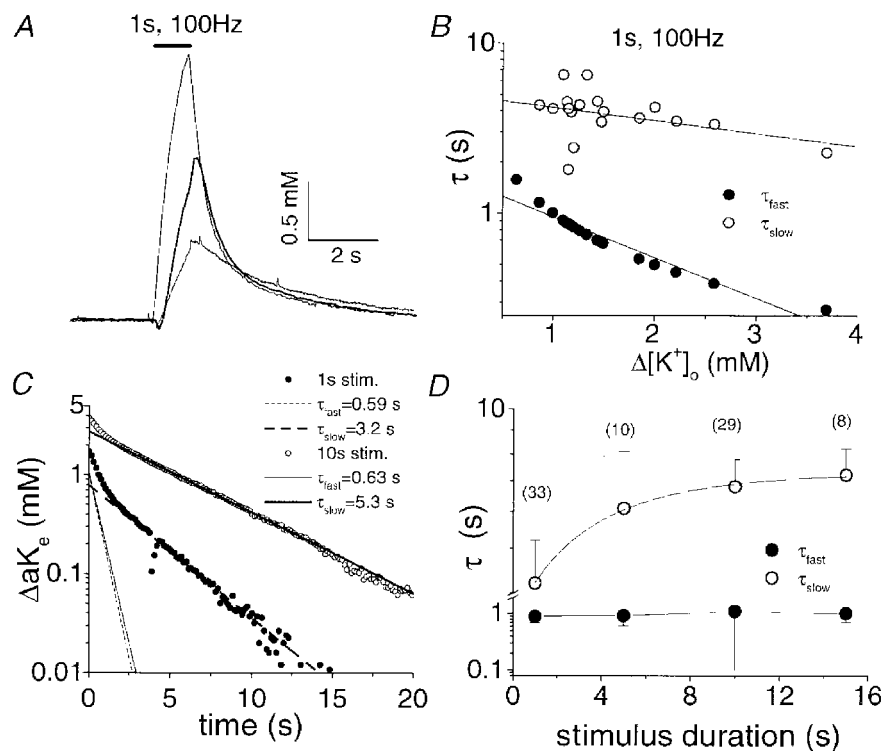 A
1s, 100Hz
0.5 mM
2 s
B
1s, 100Hz
10
1
τ (s)
τfast
τslow
1 2 3 4
Δ[K+]o (mM)
C
5
1
0.1
0.01
ΔaKe (mM)
1s stim.
τfast=0.59 s
τslow=3.2 s
10s stim.
τfast=0.63 s
τslow=5.3 s
0 5 10 15 20
time (s)
D
10
1
0.1
τ (s)
(33)
(10)
(29)
(8)
τfast
τslow
0 4 8 12 16
stimulus duration (s)